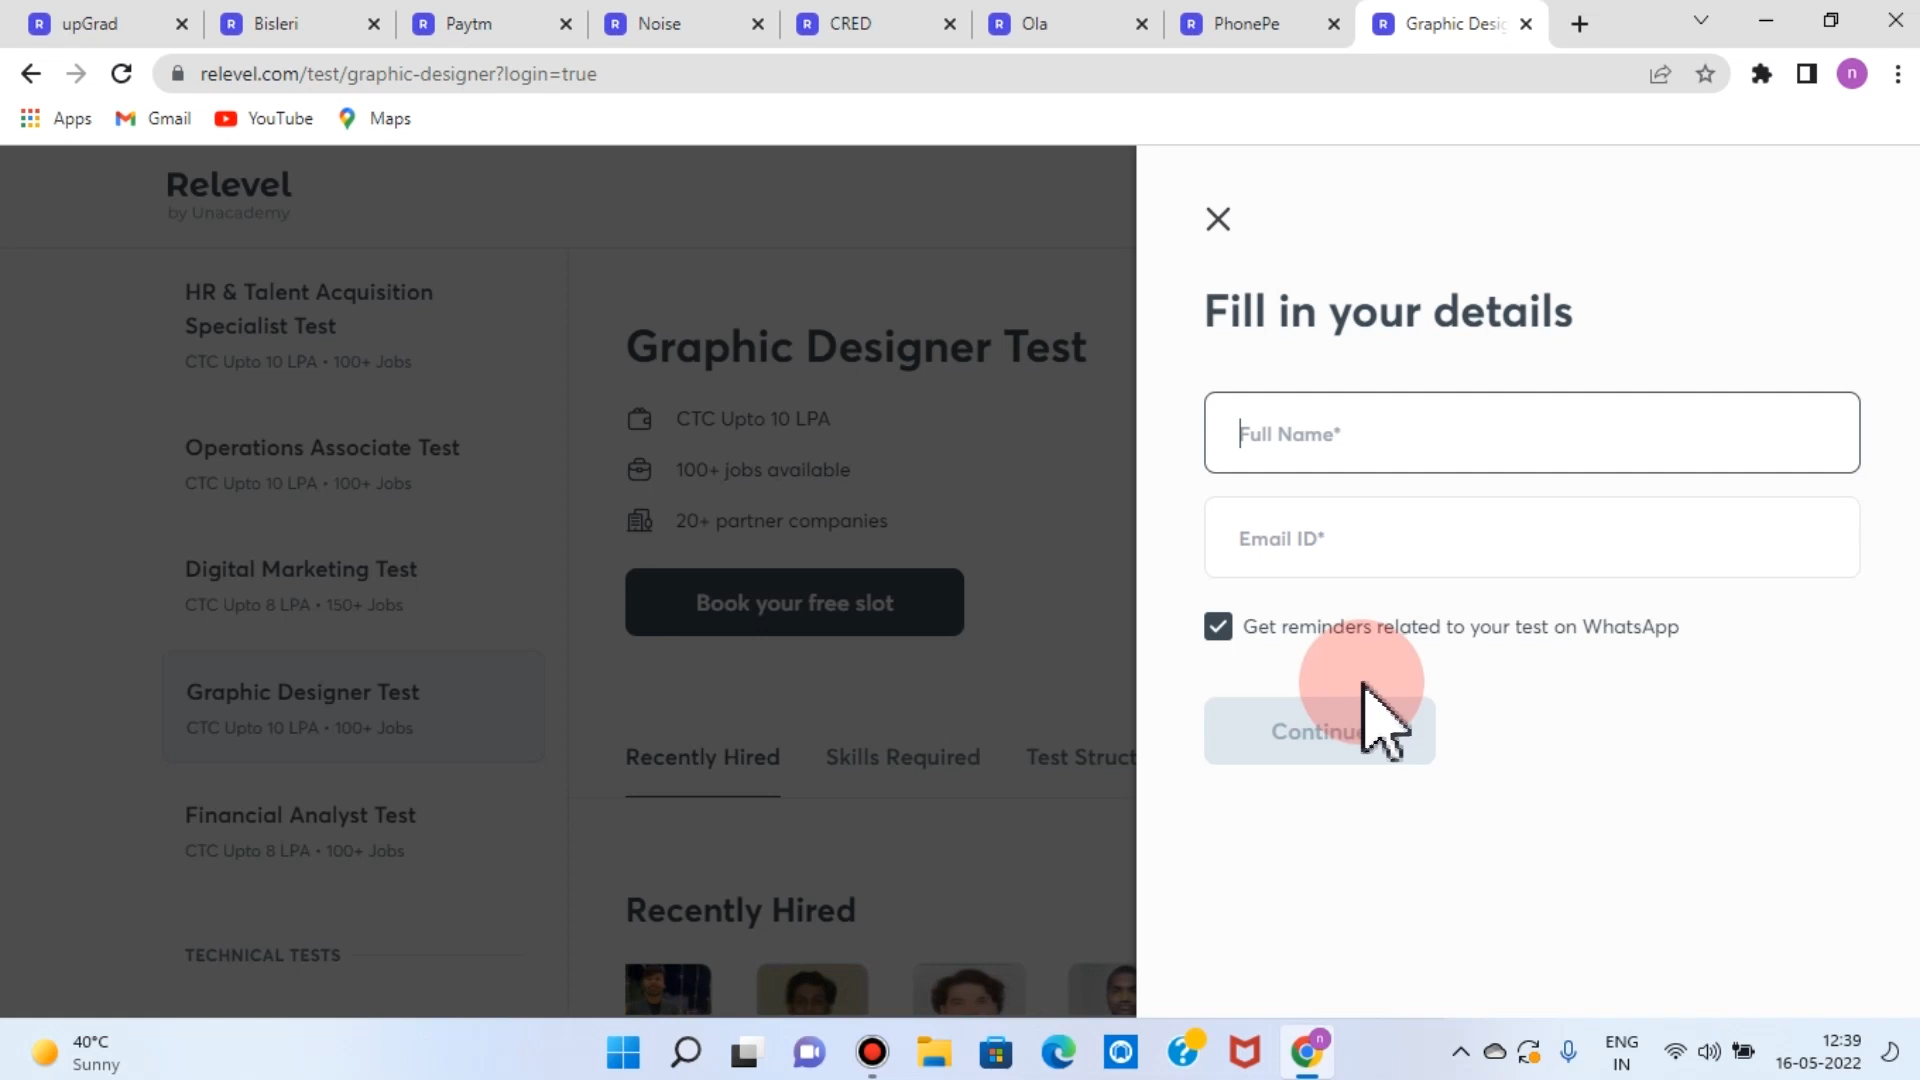 upGrad
Bisleri
Paytm
Noise
CRED
Ola
PhonePe
Graphic Desig
relevel.com/test/graphic-designer?login=true
n
Apps
Gmail
YouTube
Maps
Relevel
by Unacademy
HR & Talent Acquisition
Specialist Test
CTC Upto 10 LPA • 100+ Jobs
Operations Associate Test
CTC Upto 10 LPA • 100+ Jobs
Digital Marketing Test
CTC Upto 8 LPA • 150+ Jobs
Graphic Designer Test
CTC Upto 10 LPA • 100+ Jobs
Financial Analyst Test
CTC Upto 8 LPA • 100+ Jobs
TECHNICAL TESTS
Graphic Designer Test
CTC Upto 10 LPA
100+ jobs available
20+ partner companies
Book your free slot
Recently Hired
Skills Required
Test Struct
Recently Hired
Fill in your details
Full Name*
Email ID*
Get reminders related to your test on WhatsApp
Continue
40°C
Sunny
ENG
IN
12:39
16-05-2022